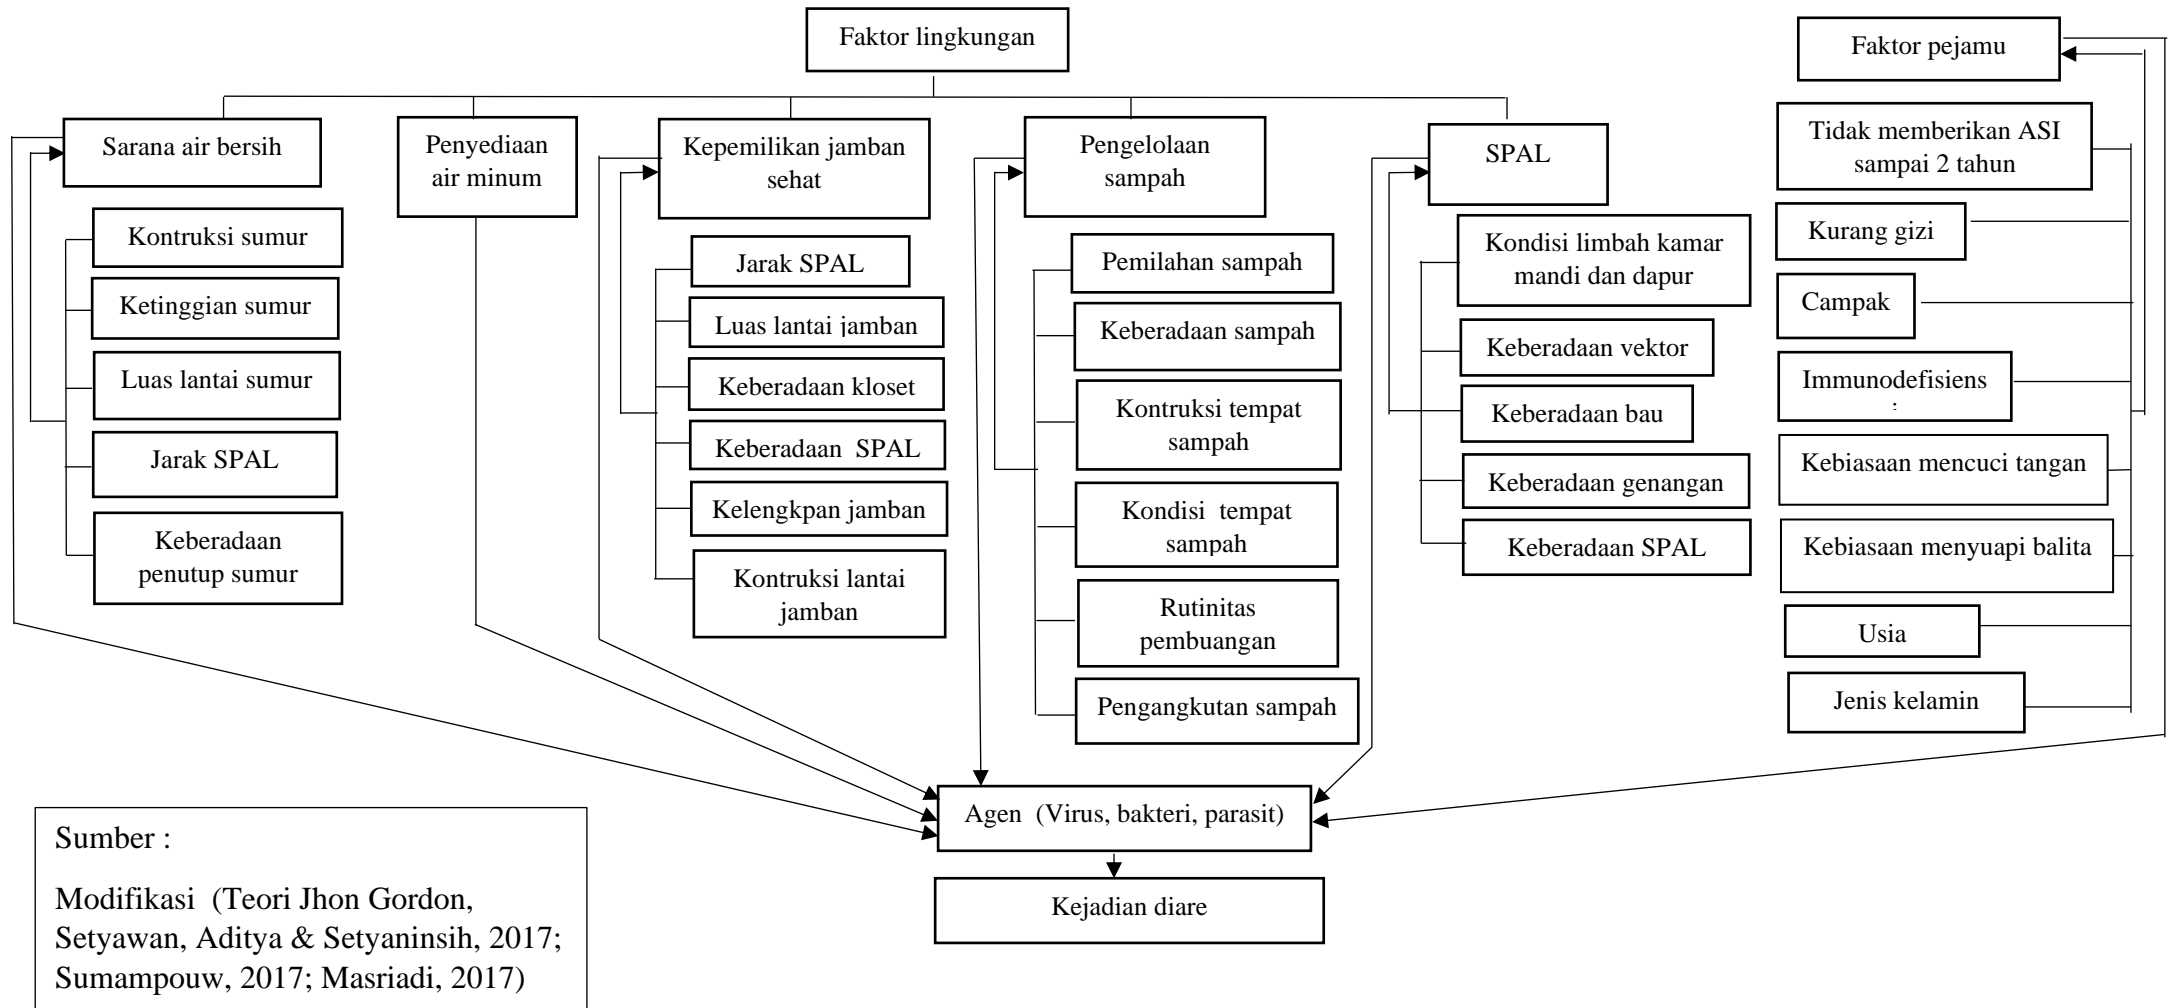 Faktor lingkungan
Faktor pejamu
Sarana air bersih
Penyediaan
air minum
Kepemilikan jamban
sehat
Pengelolaan
sampah
SPAL
Kontruksi sumur
Ketinggian sumur
Luas lantai sumur
Jarak SPAL
Keberadaan
penutup sumur
Jarak SPAL
Luas lantai jamban
Keberadaan kloset
Keberadaan SPAL
Kelengkpan jamban
Kontruksi lantai
jamban
Pemilahan sampah
Keberadaan sampah
Kontruksi tempat
sampah
Kondisi tempat
sampah
Rutinitas
pembuangan
Pengangkutan sampah
Kondisi limbah kamar
mandi dan dapur
Keberadaan vektor
Keberadaan bau
Keberadaan genangan
Keberadaan SPAL
Tidak memberikan ASI
sampai 2 tahun
Kurang gizi
Campak
Immunodefisiens
i
Kebiasaan mencuci tangan
Kebiasaan menyuapi balita
Usia
Jenis kelamin
Agen (Virus, bakteri, parasit)
Kejadian diare
Sumber :
Modifikasi (Teori Jhon Gordon,
Setyawan, Aditya & Setyaninsih, 2017;
Sumampouw, 2017; Masriadi, 2017)